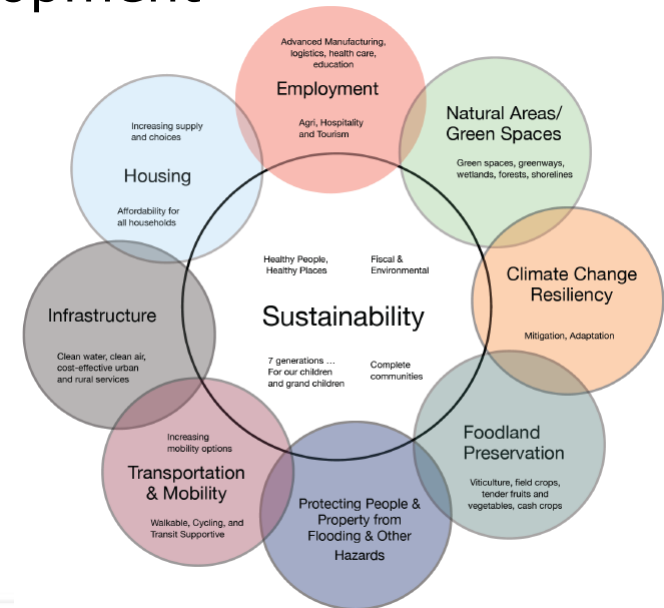 opment
Advanced Manufacturing,
logistics, health care,
education
Employment
Agri, Hospitality
and Tourism
Natural Areas/
Green Spaces
Green spaces, greenways,
wetlands, forests, shorelines
Increasing supply
and choices
Housing
Affordability for
all households
Healthy People,
Healthy Places
Fiscal &
Environmental
Sustainability
7 generations ...
For our children
and grand children
Complete
communities
Climate Change
Resiliency
Mitigation, Adaptation
Infrastructure
Clean water, clean air,
cost-effective urban
and rural services
Foodland
Preservation
Viticulture, field crops,
tender fruits and
vegetables, cash crops
Increasing
mobility options
Transportation
& Mobility
Walkable, Cycling, and
Transit Supportive
Protecting People &
Property from
Flooding & Other
Hazards